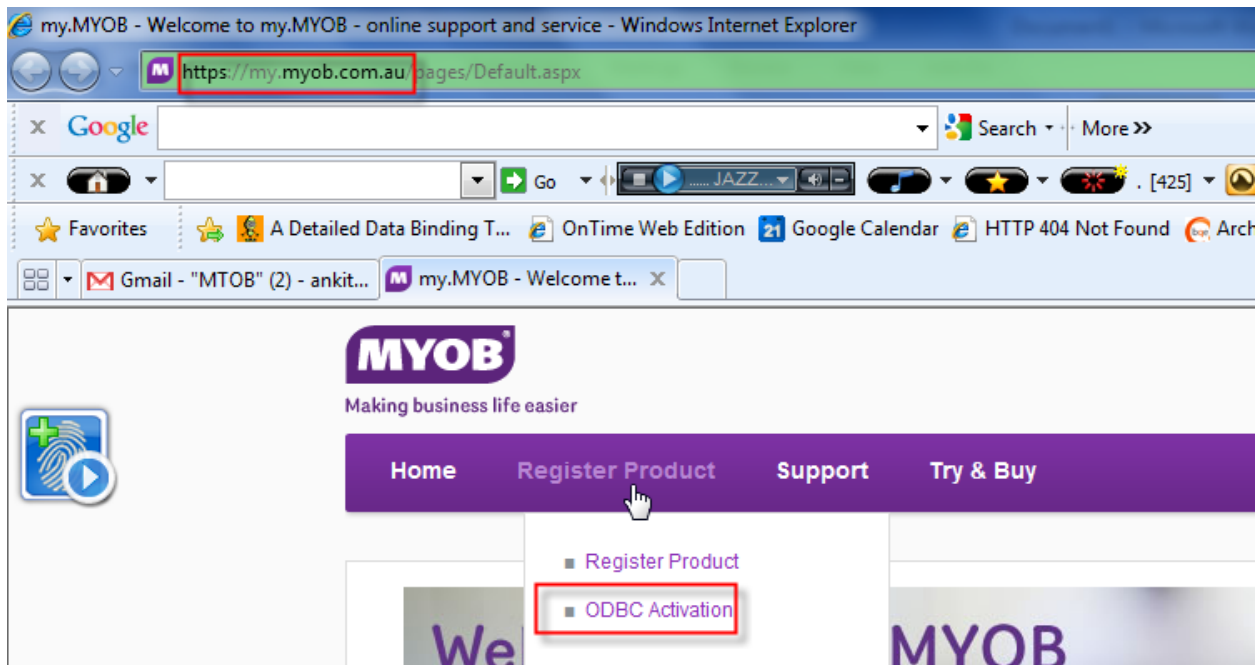 my.MYOB - Welcome to my.MYOB - online support and service - Windows Internet Explorer
https://my.myob.com.au/pages/Default.aspx
x Google Search More >>
x Go ...... JAZZ... . [425]
Favorites A Detailed Data Binding T... OnTime Web Edition 21 Google Calendar HTTP 404 Not Found Arch
Gmail - "MTOB" (2) - ankit... my.MYOB - Welcome t... x
MYOB
Making business life easier
Home Register Product Support Try & Buy
Register Product
ODBC Activation
Wel MYOB